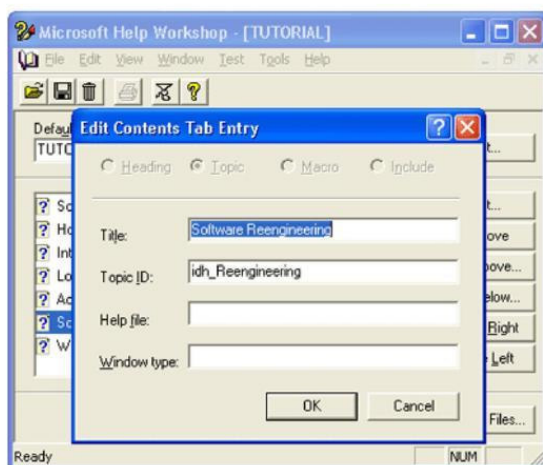 Microsoft Help Workshop - [TUTORIAL]
File Edit View Window Test Tools Help
Edit Contents Tab Entry
Heading Topic Macro Include
Title: Software Reengineering
Topic ID: idh_Reengineering
Help file:
Window type:
OK Cancel
Right
Left
Files...
Ready NUM